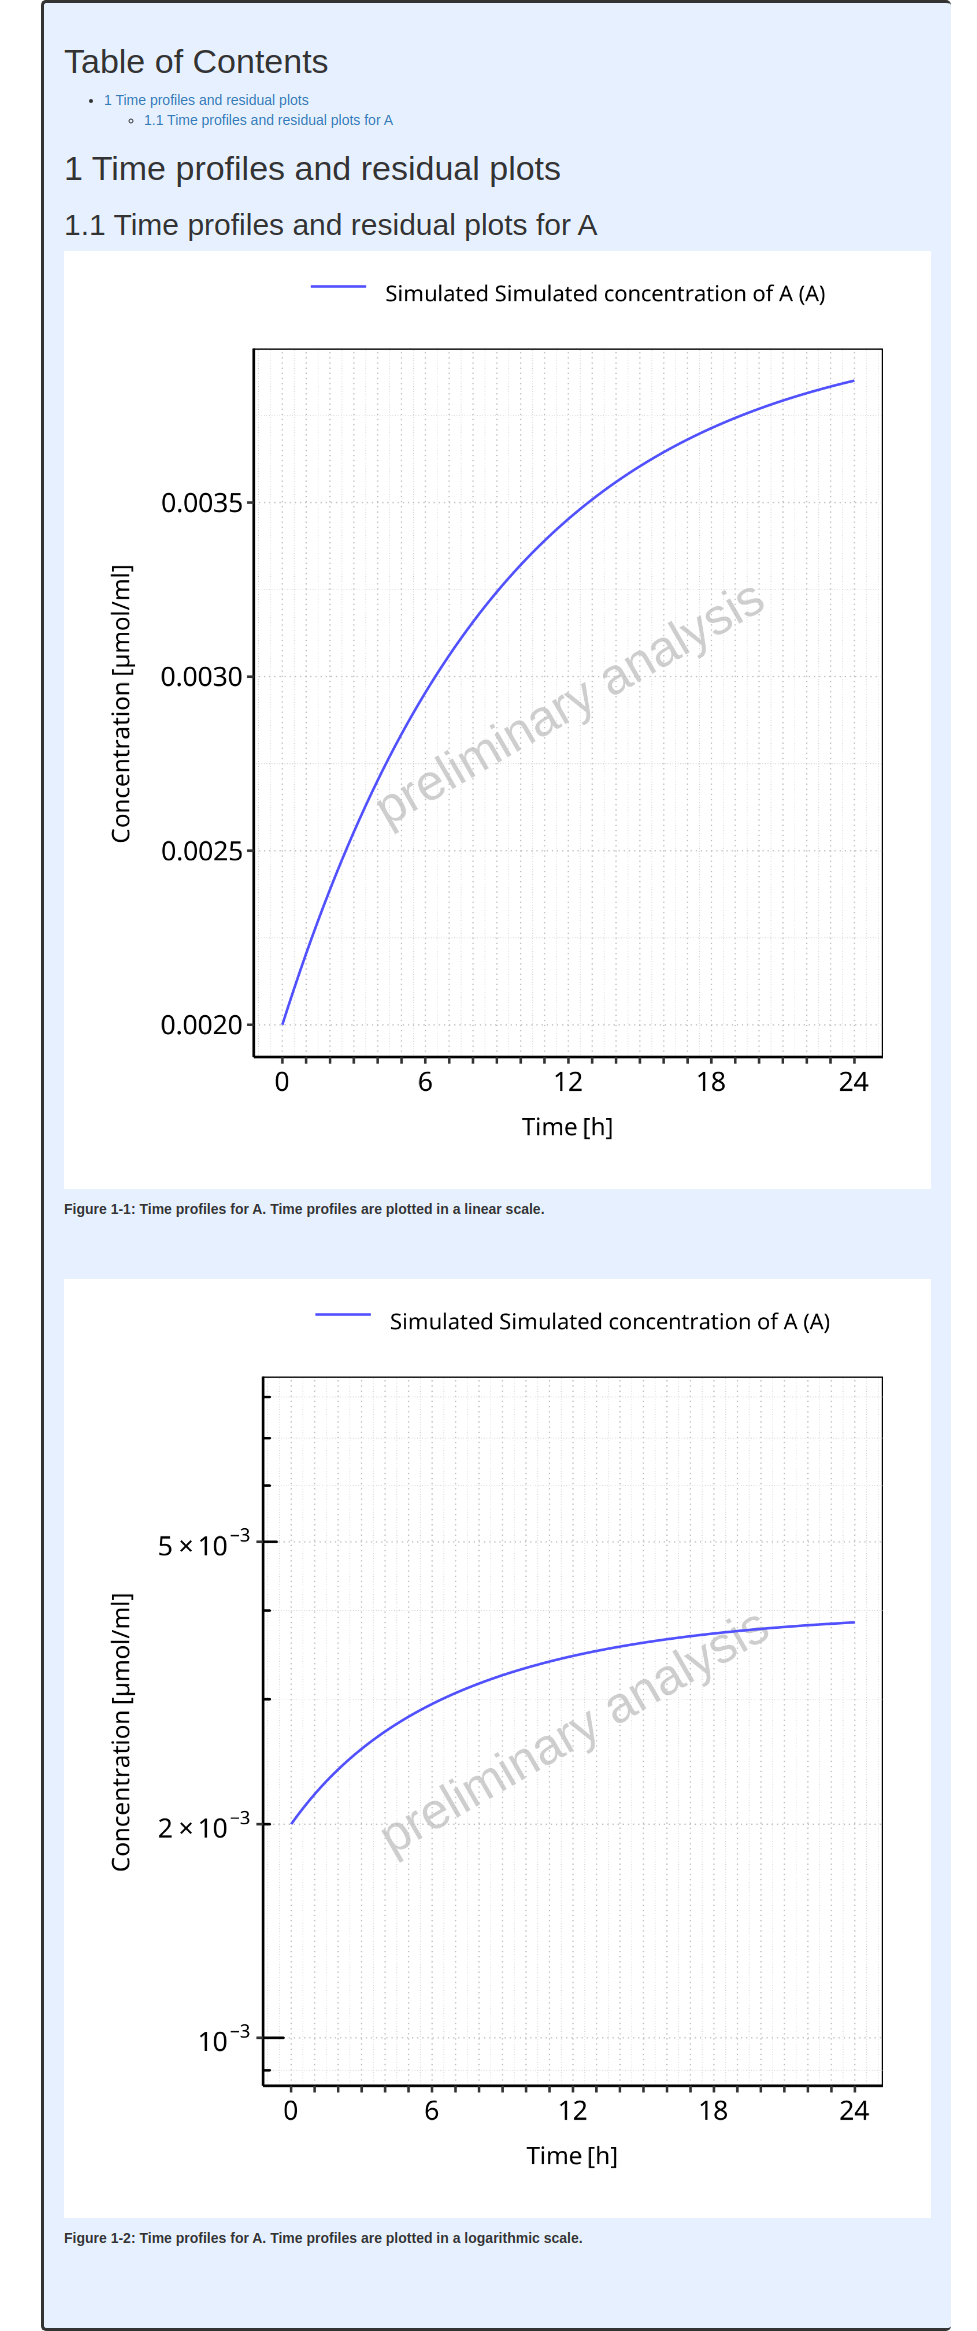 Table of Contents
1 Time profiles and residual plots
1.1 Time profiles and residual plots for A
1 Time profiles and residual plots
1.1 Time profiles and residual plots for A
Simulated Simulated concentration of A (A)
0.0035
0.0030
0.0025
0.0020
Concentration [µmol/ml]
preliminary analysis
0 6 12 18 24
Time [h]
Figure 1-1: Time profiles for A. Time profiles are plotted in a linear scale.
Simulated Simulated concentration of A (A)
5 × 10⁻³
2 × 10⁻³
10⁻³
Concentration [µmol/ml]
preliminary analysis
0 6 12 18 24
Time [h]
Figure 1-2: Time profiles for A. Time profiles are plotted in a logarithmic scale.